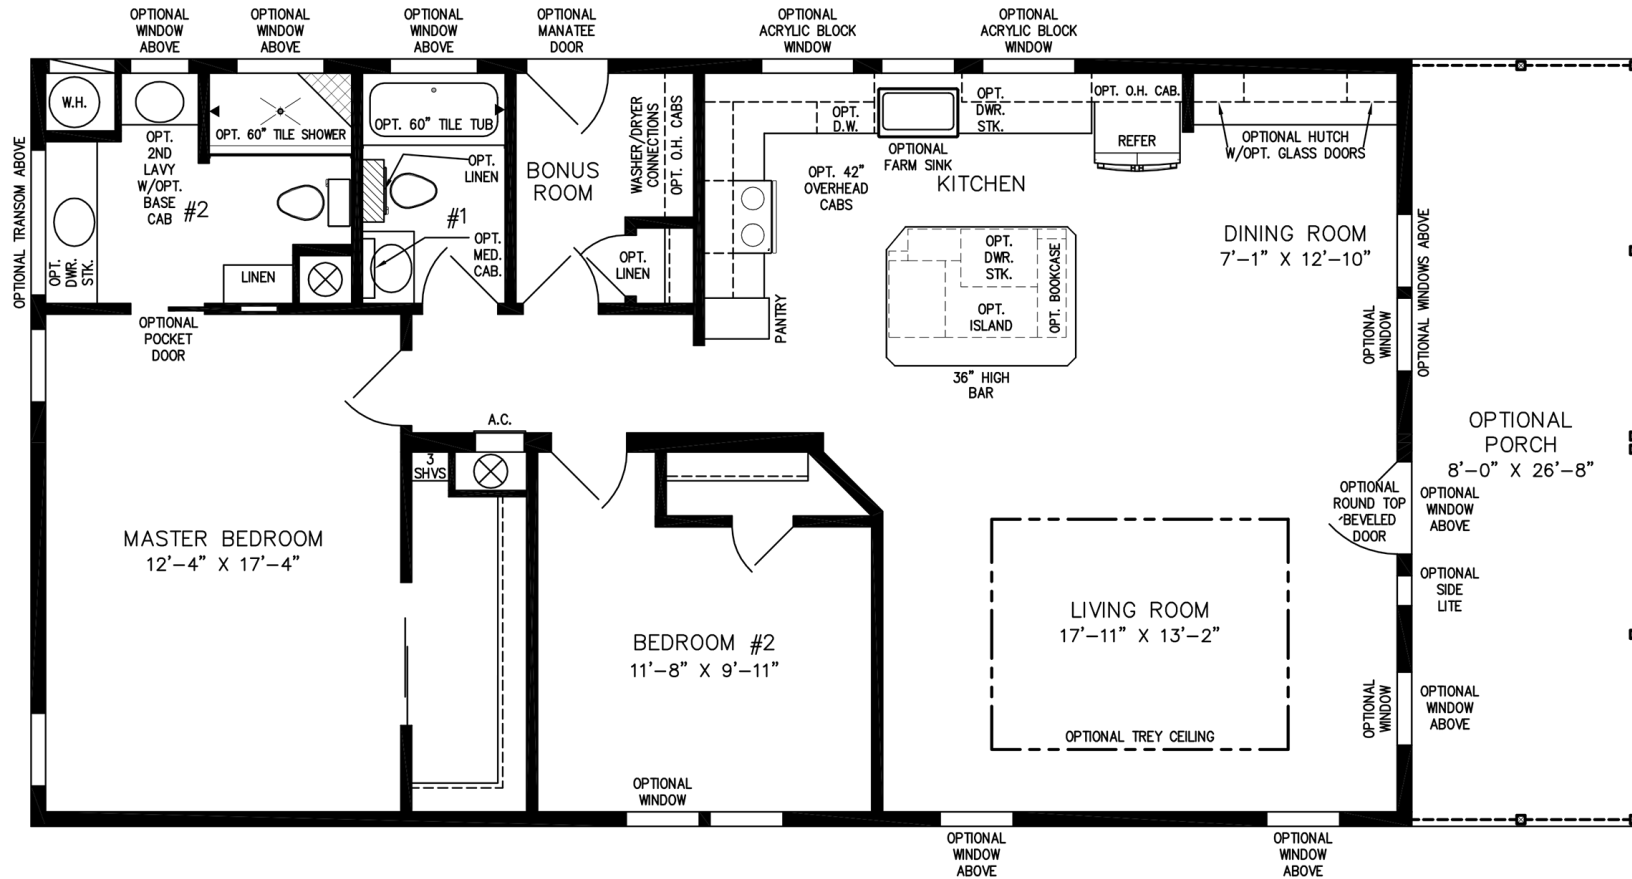 OPTIONAL
WINDOW
ABOVE
OPTIONAL
WINDOW
ABOVE
OPTIONAL
WINDOW
ABOVE
OPTIONAL
MANATEE
DOOR
OPTIONAL
ACRYLIC BLOCK
WINDOW
OPTIONAL
ACRYLIC BLOCK
WINDOW
W.H.
OPT. 60" TILE SHOWER
OPT. 60" TILE TUB
OPT.
2ND
LAVY
W/OPT.
BASE
CAB
#2
OPTIONAL TRANSOM ABOVE
OPT.
DWR.
STK.
LINEN
OPT.
LINEN
#1
OPT.
MED.
CAB.
BONUS
ROOM
WASHER/DRYER
CONNECTIONS
OPT. O.H. CABS
OPT.
LINEN
OPT.
D.W.
OPTIONAL
FARM SINK
OPT.
DWR.
STK.
OPT. O.H. CAB.
REFER
OPT. 42"
OVERHEAD
CABS
KITCHEN
OPTIONAL HUTCH
W/OPT. GLASS DOORS
DINING ROOM
7'-1" X 12'-10"
OPT.
DWR.
STK.
OPT.
ISLAND
OPT. BOOKCASE
36" HIGH
BAR
PANTRY
OPTIONAL
WINDOW
OPTIONAL WINDOWS ABOVE
OPTIONAL
POCKET
DOOR
A.C.
3
SHVS
OPTIONAL
PORCH
8'-0" X 26'-8"
OPTIONAL
ROUND TOP
BEVELED
DOOR
OPTIONAL
WINDOW
ABOVE
MASTER BEDROOM
12'-4" X 17'-4"
OPTIONAL
SIDE
LITE
LIVING ROOM
17'-11" X 13'-2"
BEDROOM #2
11'-8" X 9'-11"
OPTIONAL
WINDOW
OPTIONAL
WINDOW
ABOVE
OPTIONAL TREY CEILING
OPTIONAL
WINDOW
OPTIONAL
WINDOW
ABOVE
OPTIONAL
WINDOW
ABOVE